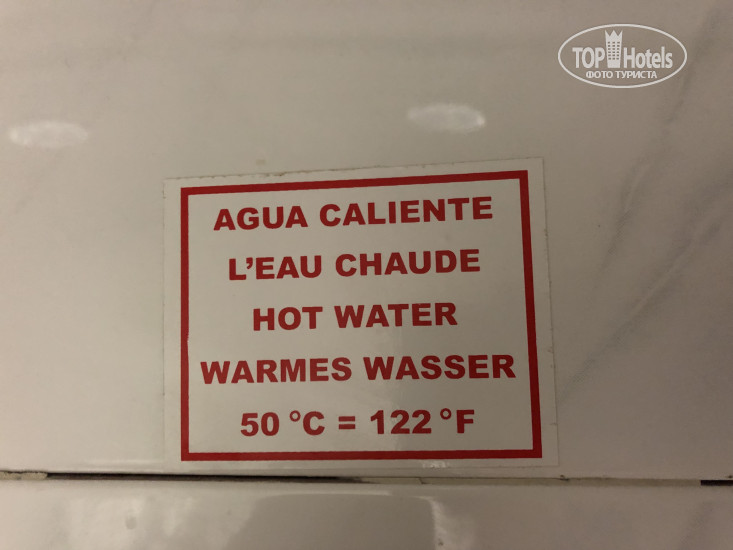 TOP Hotels
ФОТО ТУРИСТА
AGUA CALIENTE
L'EAU CHAUDE
HOT WATER
WARMES WASSER
50 °C = 122 °F